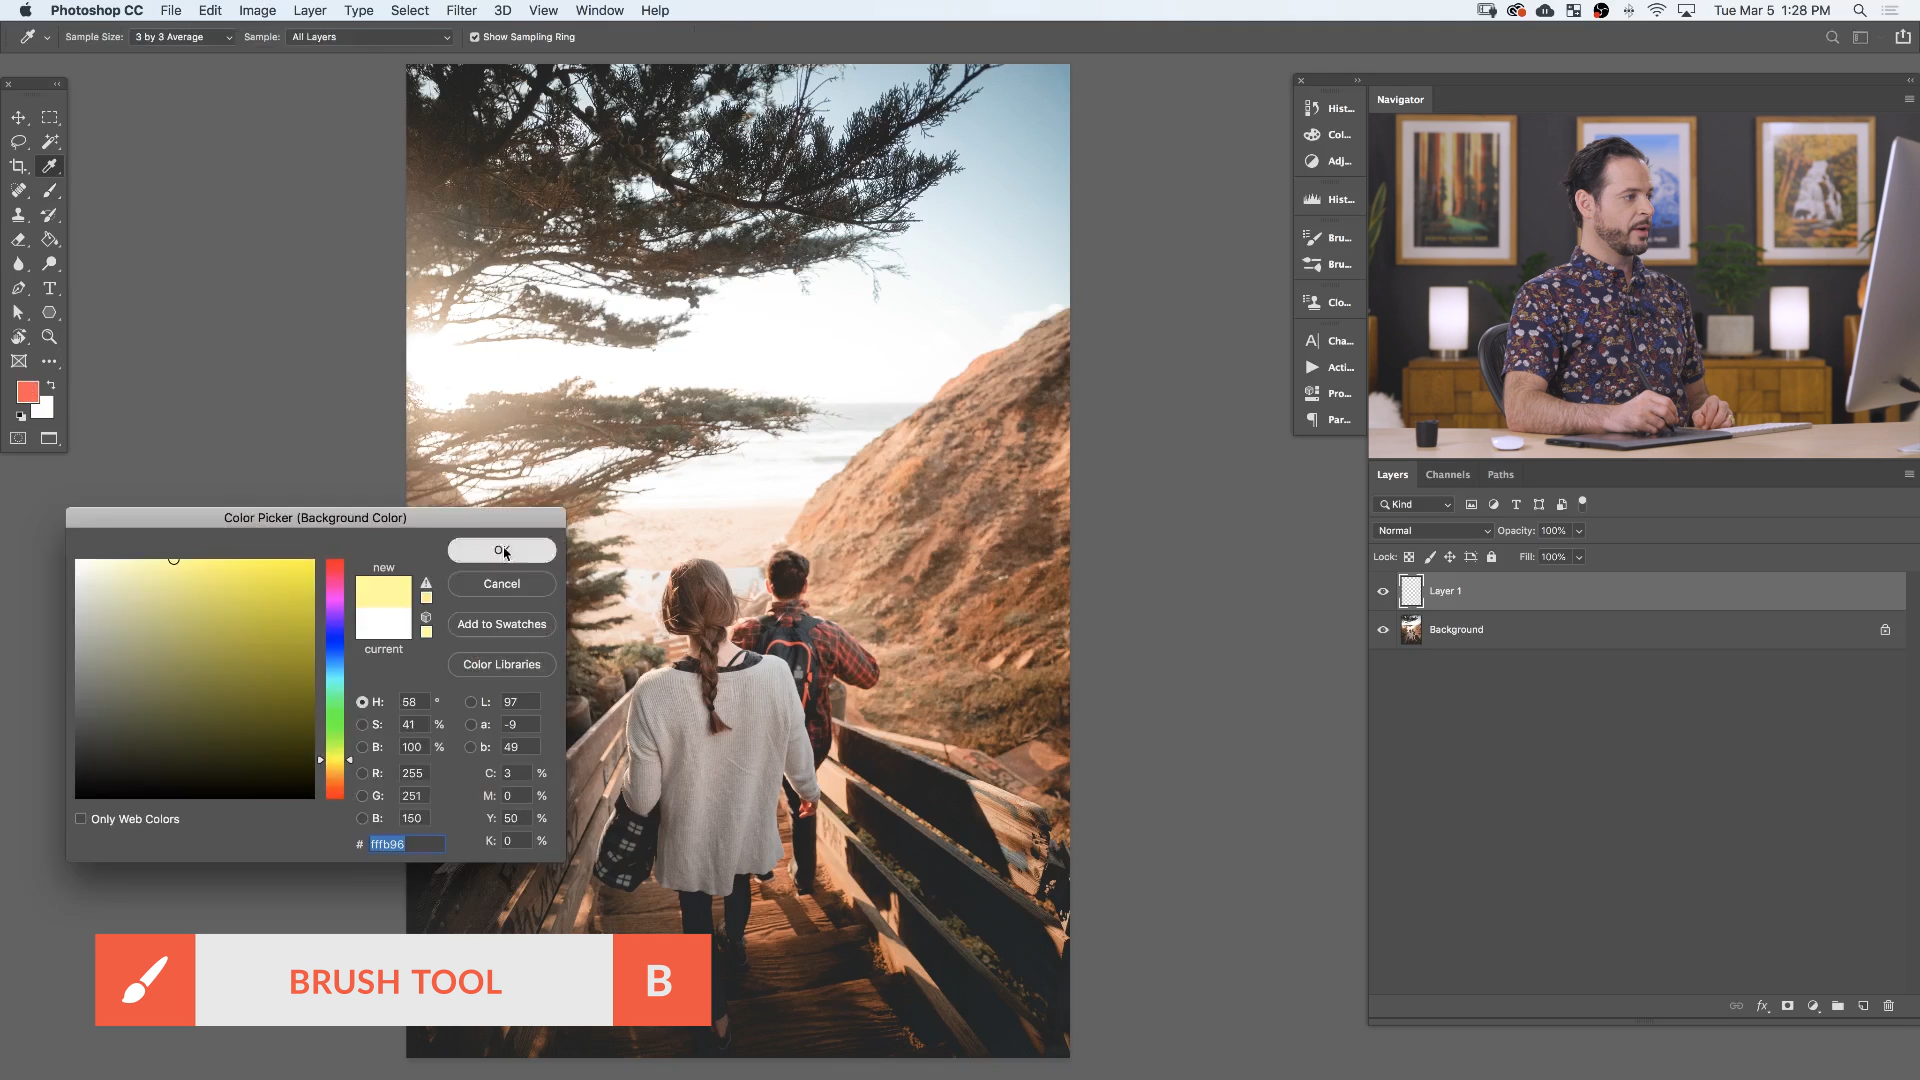 Photoshop CC File Edit Image Layer Type Select Filter 3D View Window Help Tue Mar 5 1:28 PM
Sample Size: 3 by 3 Average Sample: All Layers Show Sampling Ring
Navigator
Hist...
Col...
Adj...
Hist...
Bru...
Bru...
Clo...
Cha...
Acti...
Pro...
Par...
Layers Channels Paths
Kind
Normal Opacity: 100%
Lock: Fill: 100%
Layer 1
Background
fx
Color Picker (Background Color)
new
current
OK
Cancel
Add to Swatches
Color Libraries
H: 58 ° L: 97
S: 41 % a: -9
B: 100 % b: 49
R: 255 C: 3 %
G: 251 M: 0 %
B: 150 Y: 50 %
# fffb96 K: 0 %
Only Web Colors
BRUSH TOOL B